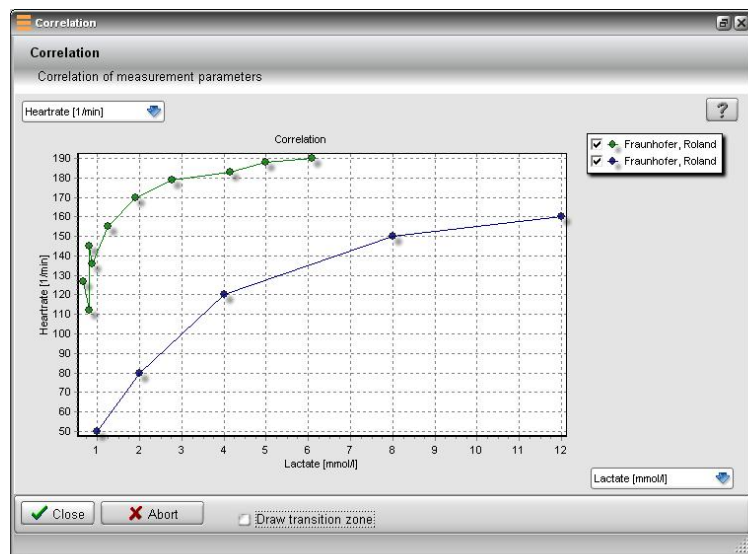 Correlation
Correlation
Correlation of measurement parameters
Heartrate [1/min]
?
Correlation
Fraunhofer, Roland
Fraunhofer, Roland
190
180
170
160
150
140
130
120
110
100
90
80
70
60
50
Heartrate [1/min]
1 2 3 4 5 6 7 8 9 10 11 12
Lactate [mmol/l]
Lactate [mmol/l]
Close Abort Draw transition zone